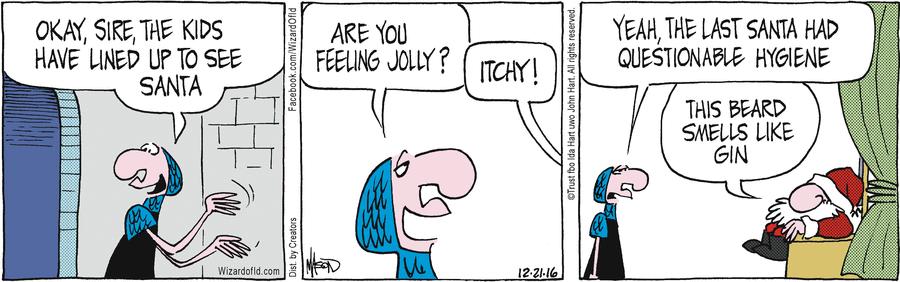 OKAY, SIRE, THE KIDS
HAVE LINED UP TO SEE
SANTA
WizardofId.com
Facebook.com/WizardOfId
Dist. by Creators
ARE YOU
FEELING JOLLY?
ITCHY!
MASON
12-21-16
©Trust fbo Ida Hart uwo John Hart. All rights reserved.
YEAH, THE LAST SANTA HAD
QUESTIONABLE HYGIENE
THIS BEARD
SMELLS LIKE
GIN